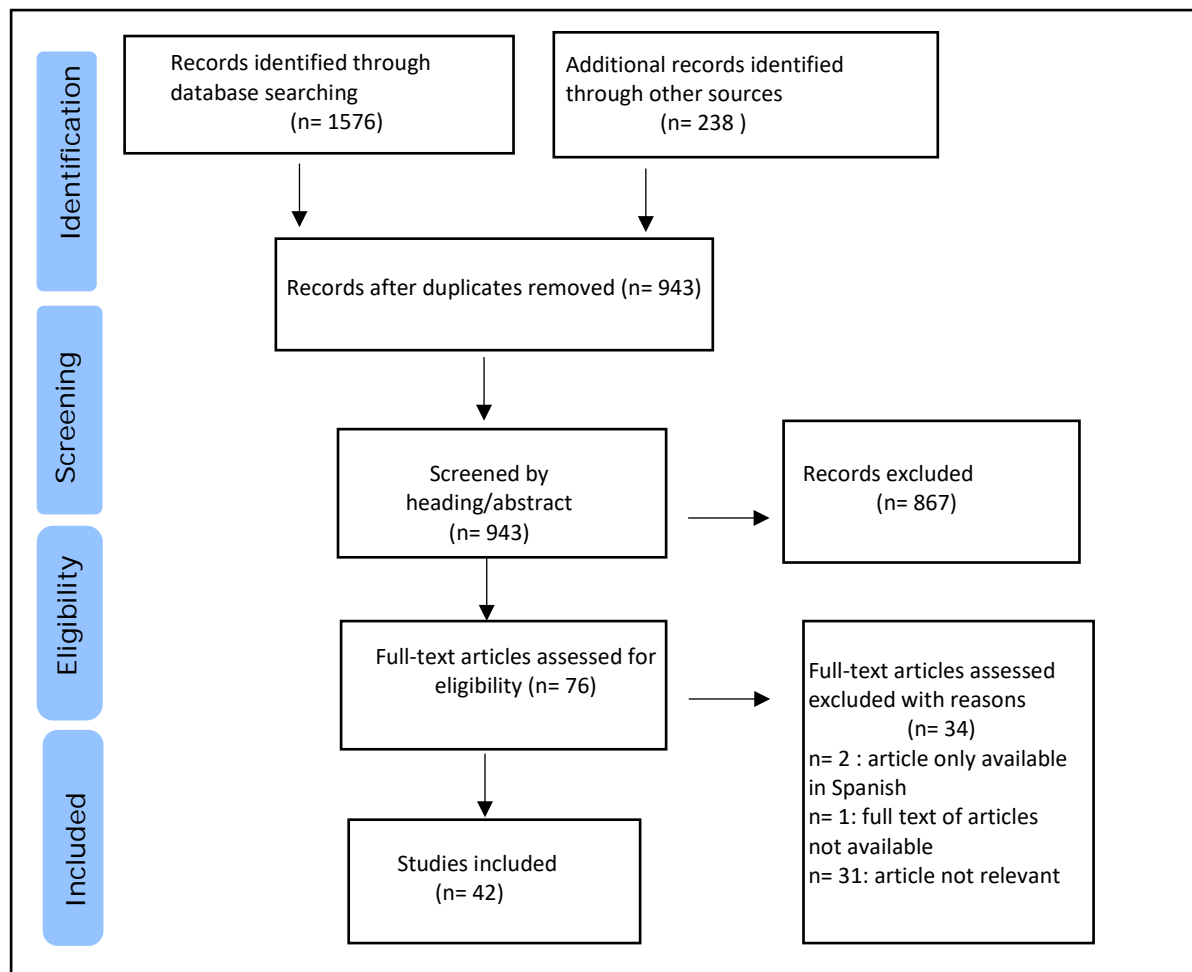 Identification
Records identified through
database searching
(n= 1576)
Additional records identified
through other sources
(n= 238 )
Records after duplicates removed (n= 943)
Screening
Screened by
heading/abstract
(n= 943)
Records excluded
(n= 867)
Eligibility
Full-text articles assessed for
eligibility (n= 76)
Full-text articles assessed
excluded with reasons
(n= 34)
n= 2 : article only available
in Spanish
n= 1: full text of articles
not available
n= 31: article not relevant
Included
Studies included
(n= 42)